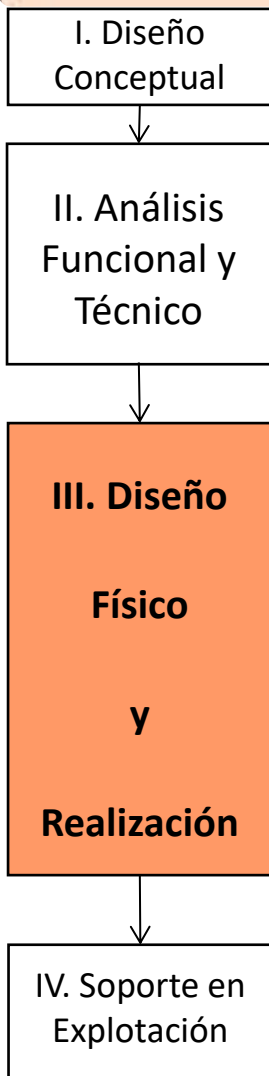 I. Diseño
Conceptual
II. Análisis
Funcional y
Técnico
III. Diseño
Físico
y
Realización
IV. Soporte en
Explotación